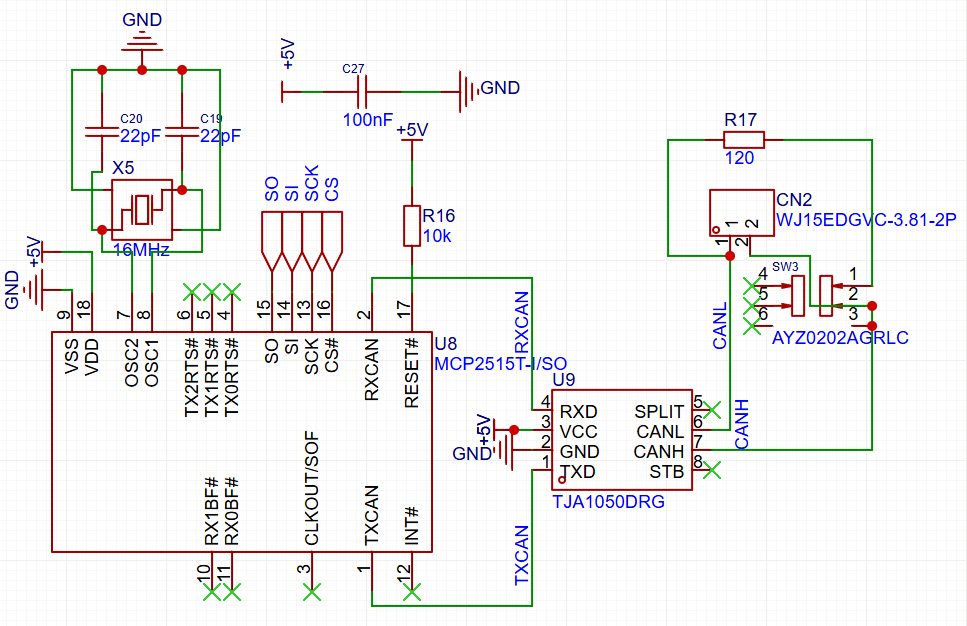 GND
+5V
C27
GND
100nF
+5V
C20
22pF
C19
22pF
X5
16MHz
SO
SI
SCK
CS
R16
10k
R17
120
CN2
WJ15EDGVC-3.81-2P
1
2
1
2
SW3
4
5
6
1
2
3
AYZ0202AGRLC
+5V
GND
9
18
7
8
6
5
4
15
14
13
16
2
17
VSS
VDD
OSC2
OSC1
TX2RTS#
TX1RTS#
TX0RTS#
SO
SI
SCK
CS#
RXCAN
RESET#
U8
MCP2515T-I/SO
RXCAN
CANL
CANH
U9
4
3
2
1
RXD
VCC
GND
TXD
SPLIT
CANL
CANH
STB
5
6
7
8
TJA1050DRG
+5V
GND
RX1BF#
RX0BF#
CLKOUT/SOF
TXCAN
INT#
10
11
3
1
12
TXCAN